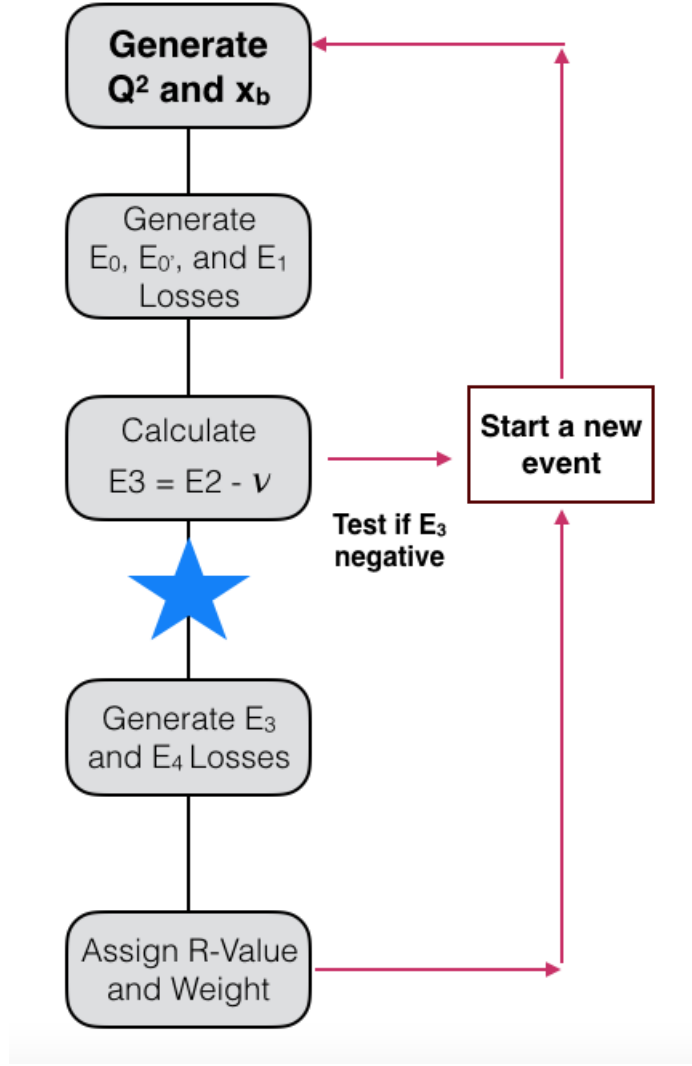 Generate
Q² and x_b
Generate
E₀, E₀', and E₁
Losses
Calculate
E3 = E2 - ν
Start a new
event
Test if E₃
negative
Generate E₃
and E₄ Losses
Assign R-Value
and Weight